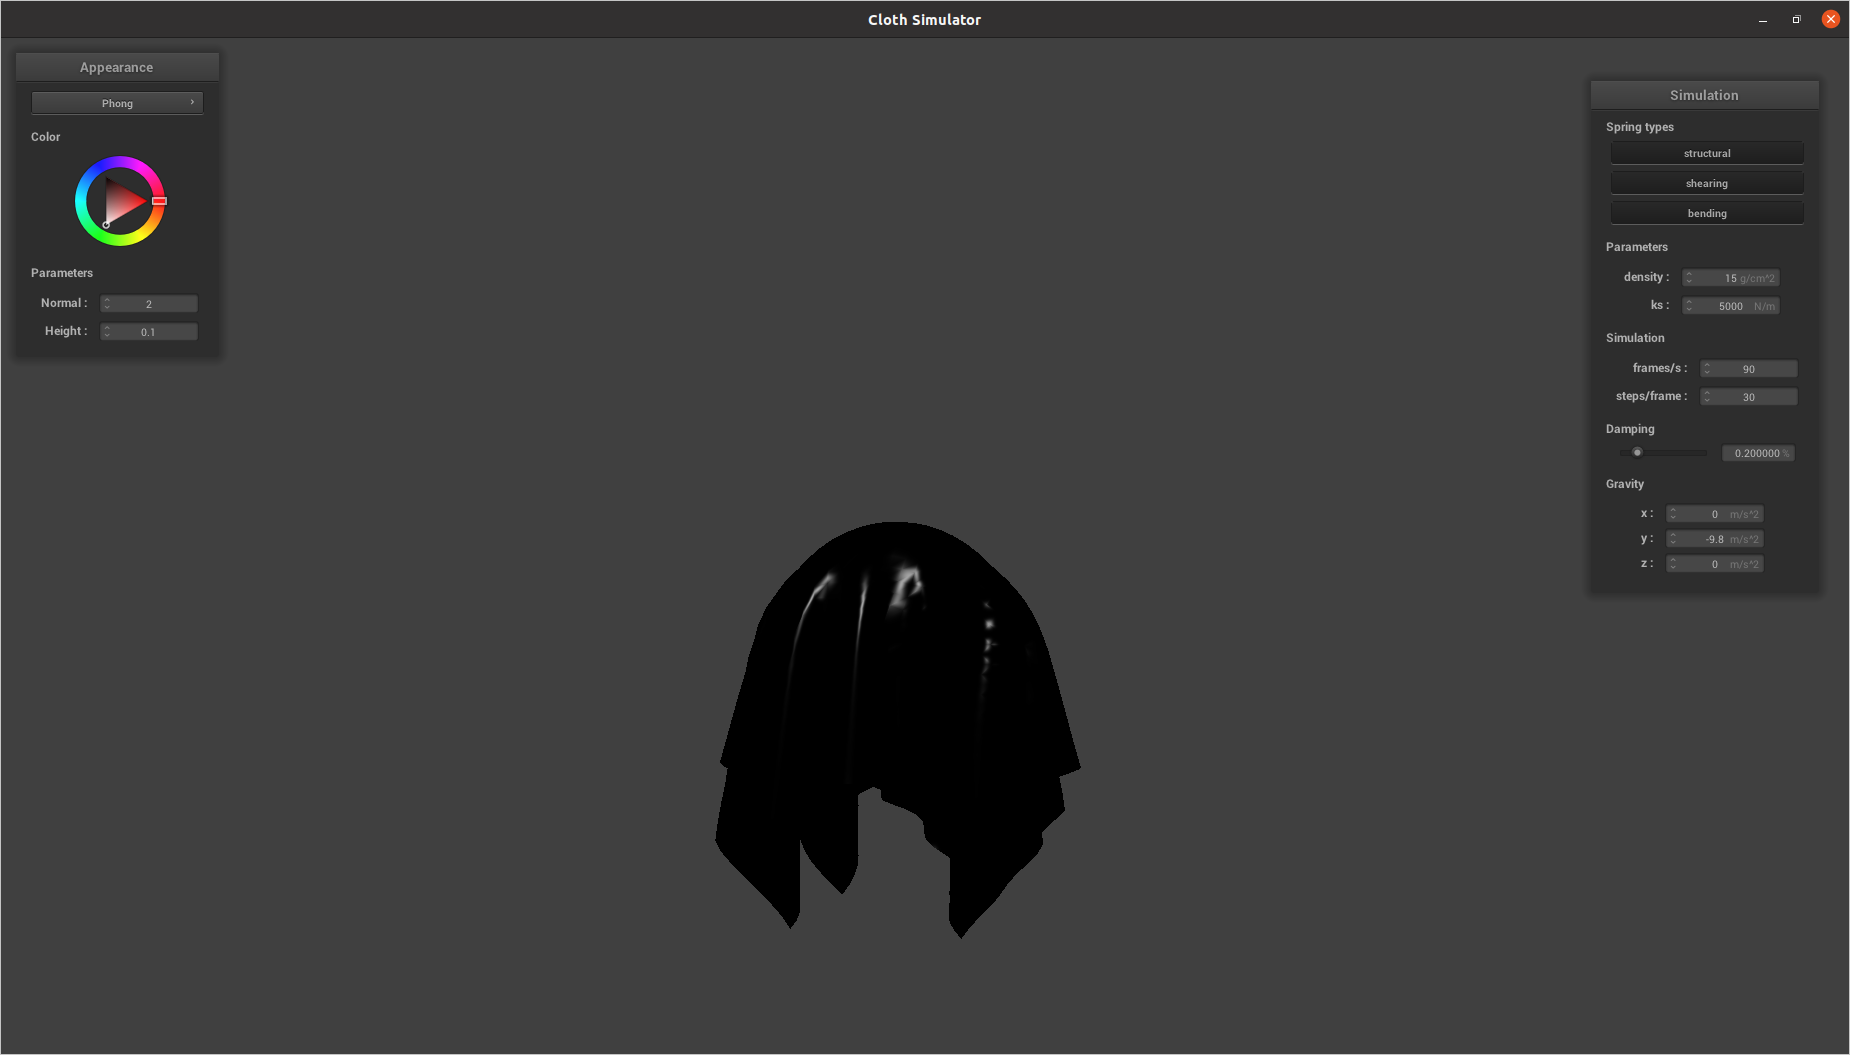 Cloth Simulator
Appearance
Phong
Color
Parameters
Normal : 2
Height : 0.1
Simulation
Spring types
structural
shearing
bending
Parameters
density : 15 g/cm^2
ks : 5000 N/m
Simulation
frames/s : 90
steps/frame : 30
Damping
0.200000 %
Gravity
x : 0 m/s^2
y : -9.8 m/s^2
z : 0 m/s^2